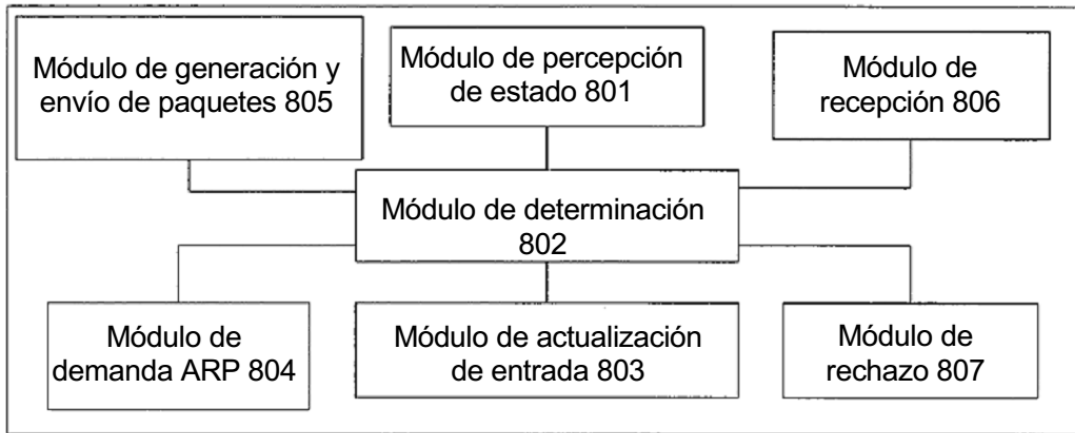 Módulo de generación y
envío de paquetes 805
Módulo de percepción
de estado 801
Módulo de
recepción 806
Módulo de determinación
802
Módulo de
demanda ARP 804
Módulo de actualización
de entrada 803
Módulo de
rechazo 807